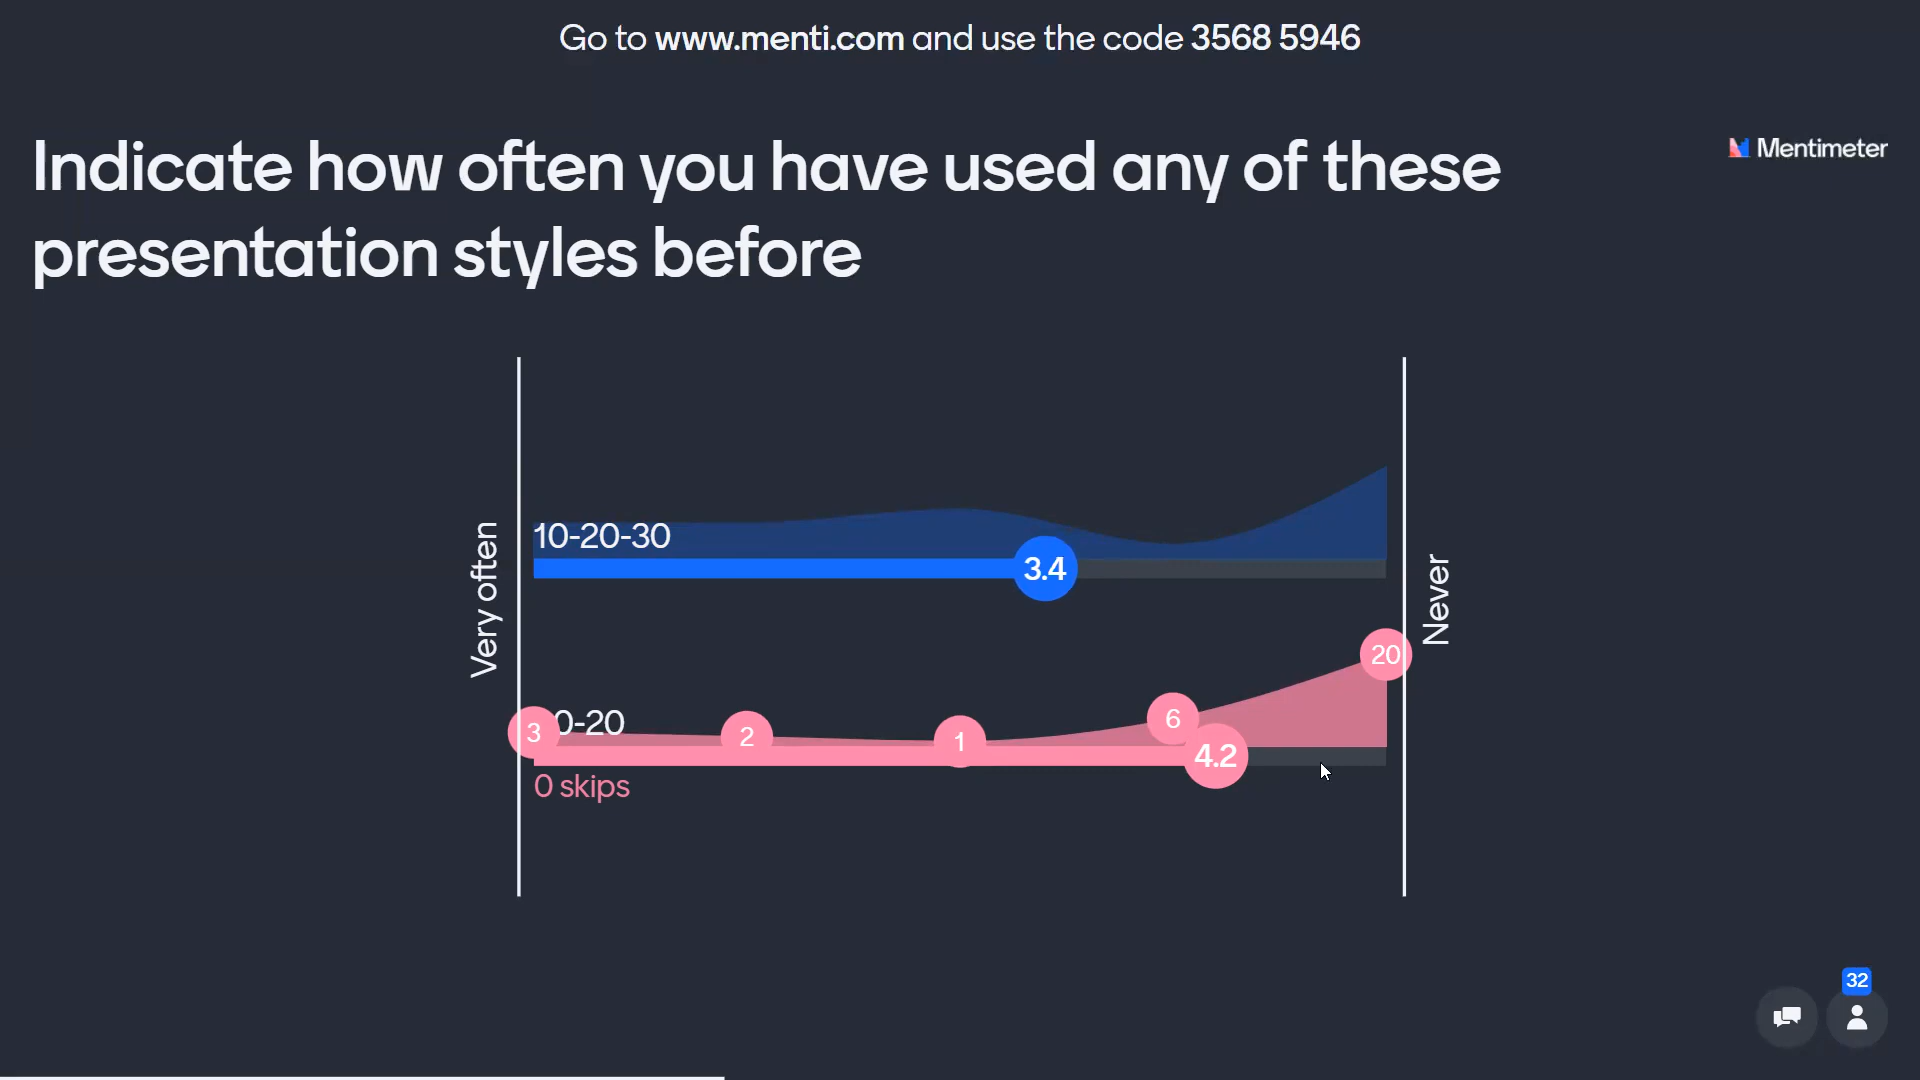 Go to www.menti.com and use the code 3568 5946
Mentimeter
Indicate how often you have used any of these
presentation styles before
Very often
Never
10-20-30
3.4
20
6
3
0-20
2
1
4.2
0 skips
32